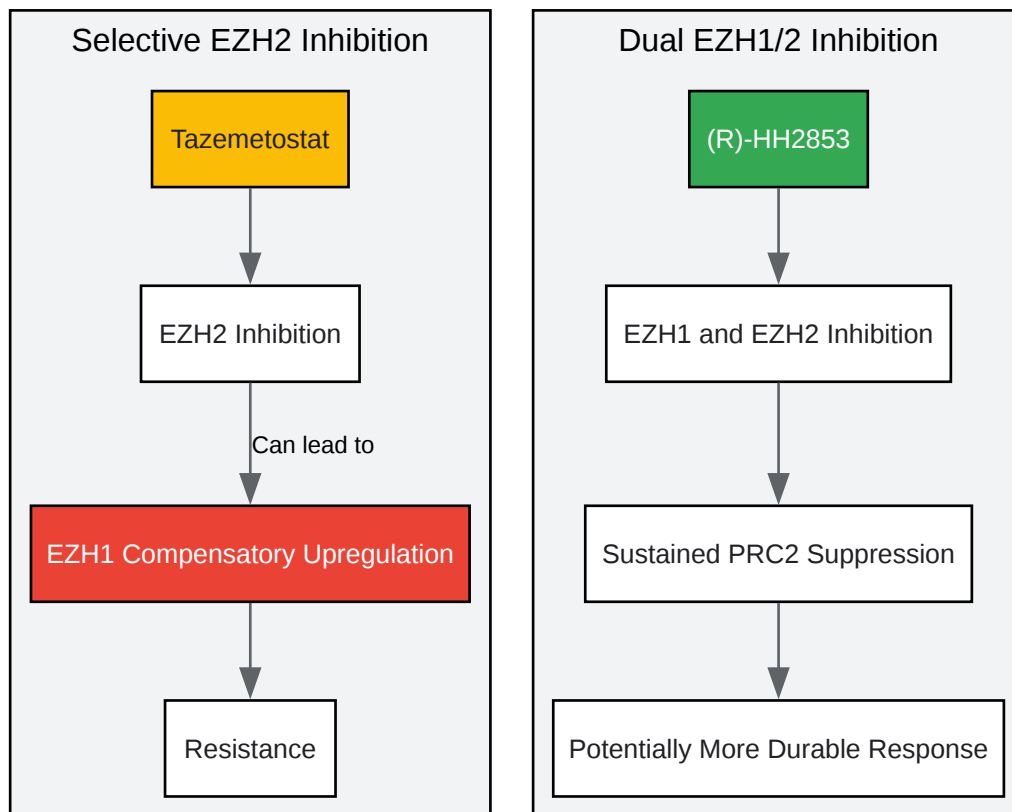 Selective EZH2 Inhibition
Tazemetostat
EZH2 Inhibition
Can lead to
EZH1 Compensatory Upregulation
Resistance
Dual EZH1/2 Inhibition
(R)-HH2853
EZH1 and EZH2 Inhibition
Sustained PRC2 Suppression
Potentially More Durable Response